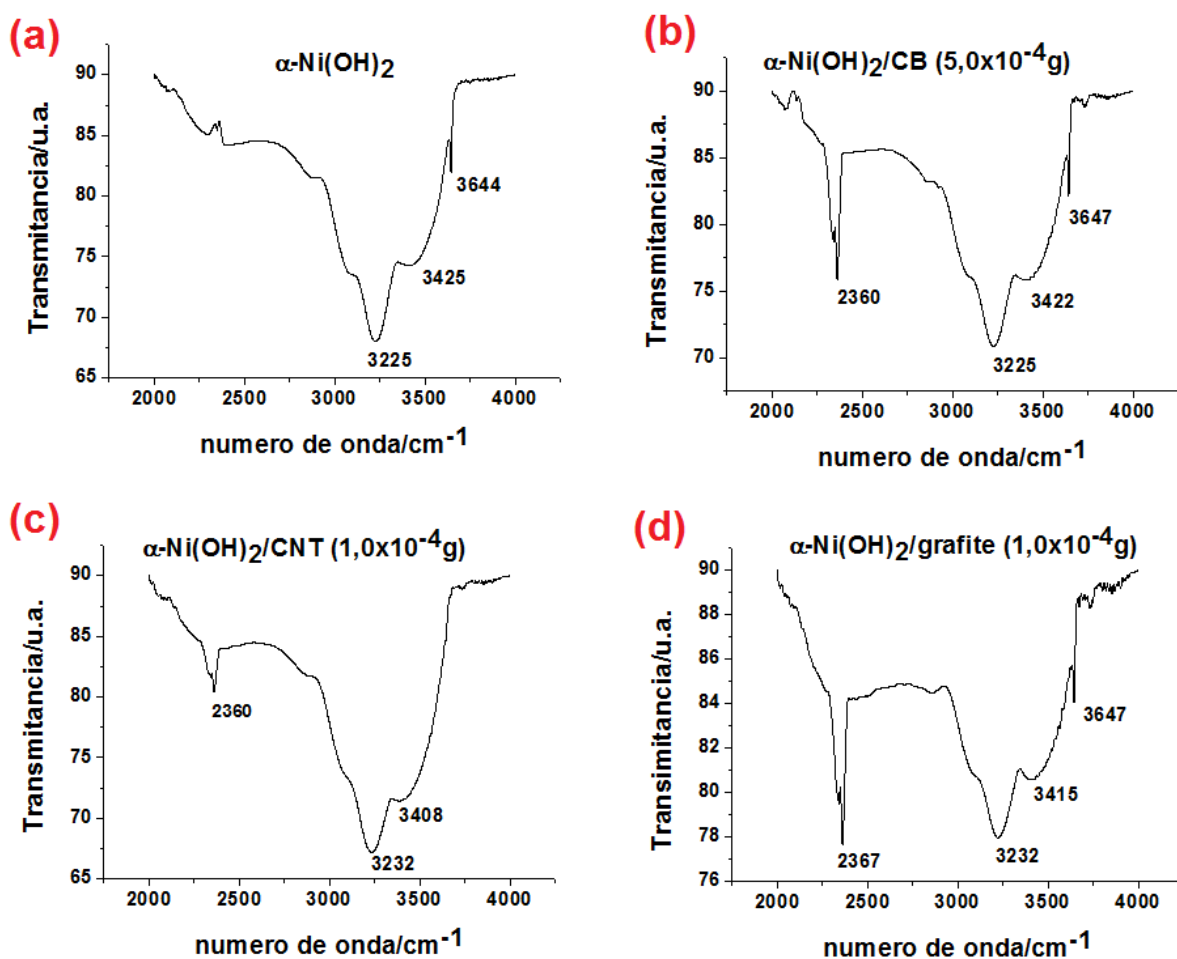 (a)
α-Ni(OH)2
Transmitancia/u.a.
90
85
80
75
70
65
3644
3425
3225
2000 2500 3000 3500 4000
numero de onda/cm-1
(b)
α-Ni(OH)2/CB (5,0x10-4g)
Transmitancia/u.a.
90
85
80
75
70
3647
2360
3422
3225
2000 2500 3000 3500 4000
numero de onda/cm-1
(c)
α-Ni(OH)2/CNT (1,0x10-4g)
Transmitancia/u.a.
90
85
80
75
70
65
2360
3408
3232
2000 2500 3000 3500 4000
numero de onda/cm-1
(d)
α-Ni(OH)2/grafite (1,0x10-4g)
Transimitancia/u.a.
90
88
86
84
82
80
78
76
3647
3415
2367
3232
2000 2500 3000 3500 4000
numero de onda/cm-1